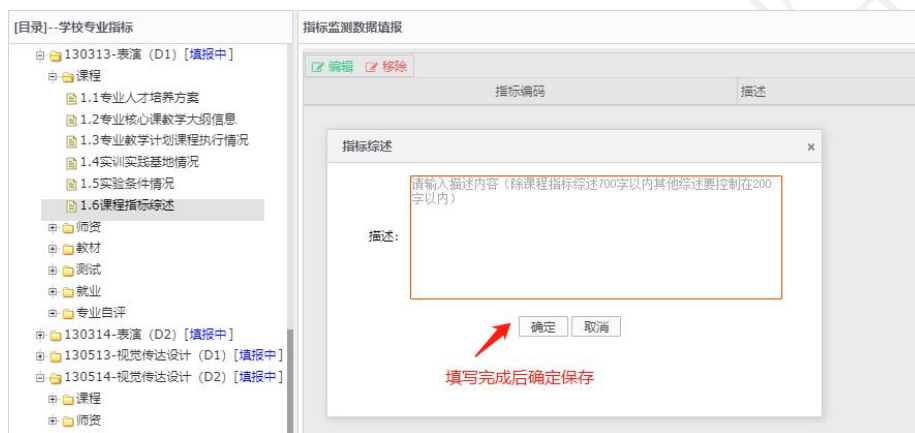 [目录]--学校专业指标
130313-表演（D1）[填报中]
课程
1.1专业人才培养方案
1.2专业核心课教学大纲信息
1.3专业教学计划课程执行情况
1.4实训实践基地情况
1.5实验条件情况
1.6课程指标综述
师资
教材
测试
就业
专业自评
130314-表演（D2）[填报中]
130513-视觉传达设计（D1）[填报中]
130514-视觉传达设计（D2）[填报中]
课程
师资
指标监测数据填报
编辑 移除
指标编码 描述
指标综述 ×
请输入描述内容（除课程指标综述700字以内其他综述要控制在200
字以内）
描述：
确定 取消
填写完成后确定保存